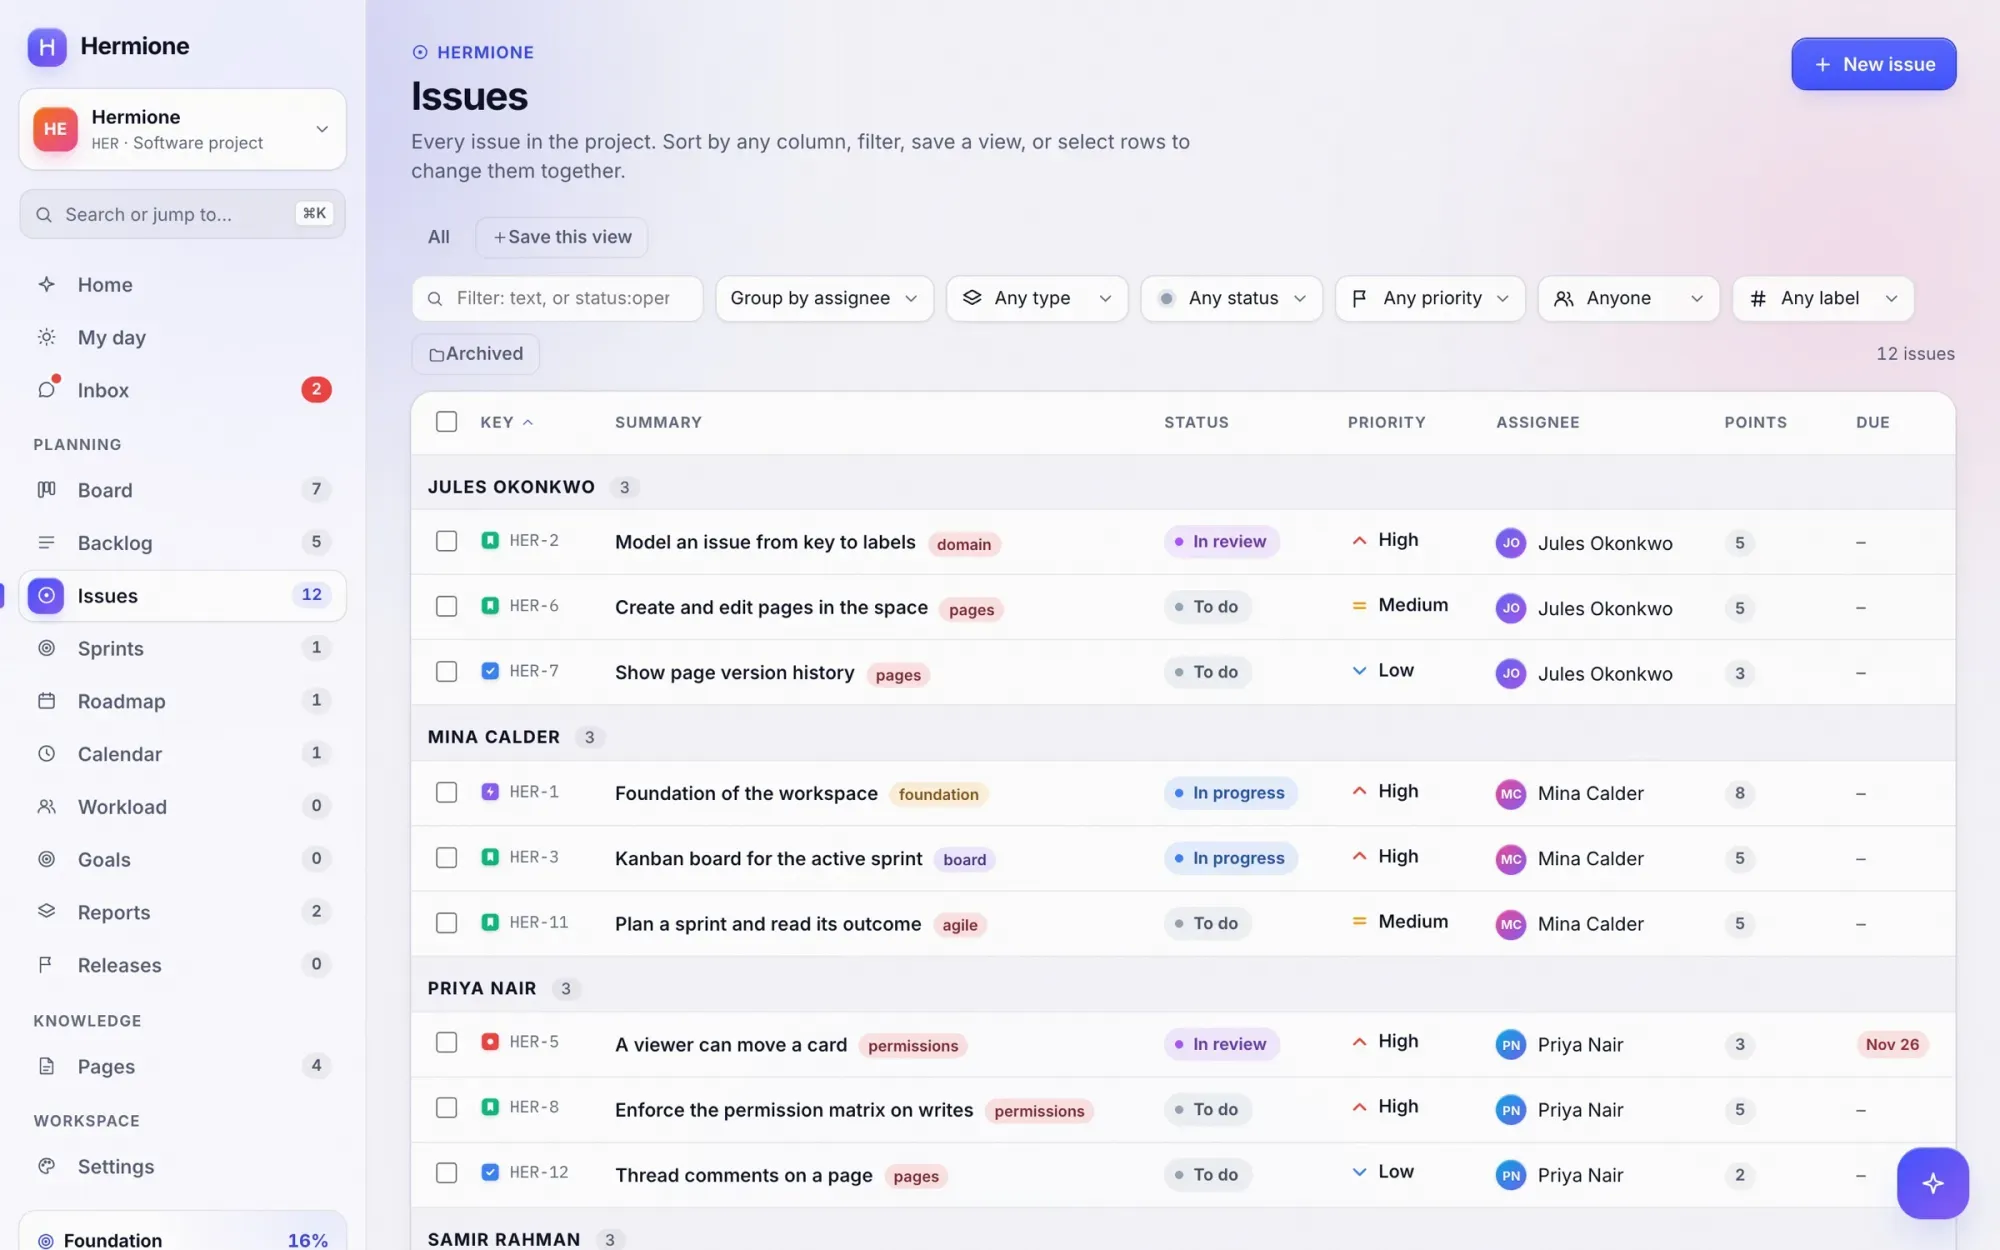 H Hermione
HE Hermione
HER · Software project
Search or jump to... ⌘K
Home
My day
Inbox 2
PLANNING
Board 7
Backlog 5
Issues 12
Sprints 1
Roadmap 1
Calendar 1
Workload 0
Goals 0
Reports 2
Releases 0
KNOWLEDGE
Pages 4
WORKSPACE
Settings
Foundation 16%
HERMIONE
Issues
Every issue in the project. Sort by any column, filter, save a view, or select rows to
change them together.
+ New issue
All +Save this view
Filter: text, or status:oper Group by assignee Any type Any status Any priority Anyone # Any label
Archived 12 issues
KEY SUMMARY STATUS PRIORITY ASSIGNEE POINTS DUE
JULES OKONKWO 3
HER-2 Model an issue from key to labels domain In review High JO Jules Okonkwo 5 –
HER-6 Create and edit pages in the space pages To do Medium JO Jules Okonkwo 5 –
HER-7 Show page version history pages To do Low JO Jules Okonkwo 3 –
MINA CALDER 3
HER-1 Foundation of the workspace foundation In progress High MC Mina Calder 8 –
HER-3 Kanban board for the active sprint board In progress High MC Mina Calder 5 –
HER-11 Plan a sprint and read its outcome agile To do Medium MC Mina Calder 5 –
PRIYA NAIR 3
HER-5 A viewer can move a card permissions In review High PN Priya Nair 3 Nov 26
HER-8 Enforce the permission matrix on writes permissions To do High PN Priya Nair 5 –
HER-12 Thread comments on a page pages To do Low PN Priya Nair 2 –
SAMIR RAHMAN 3